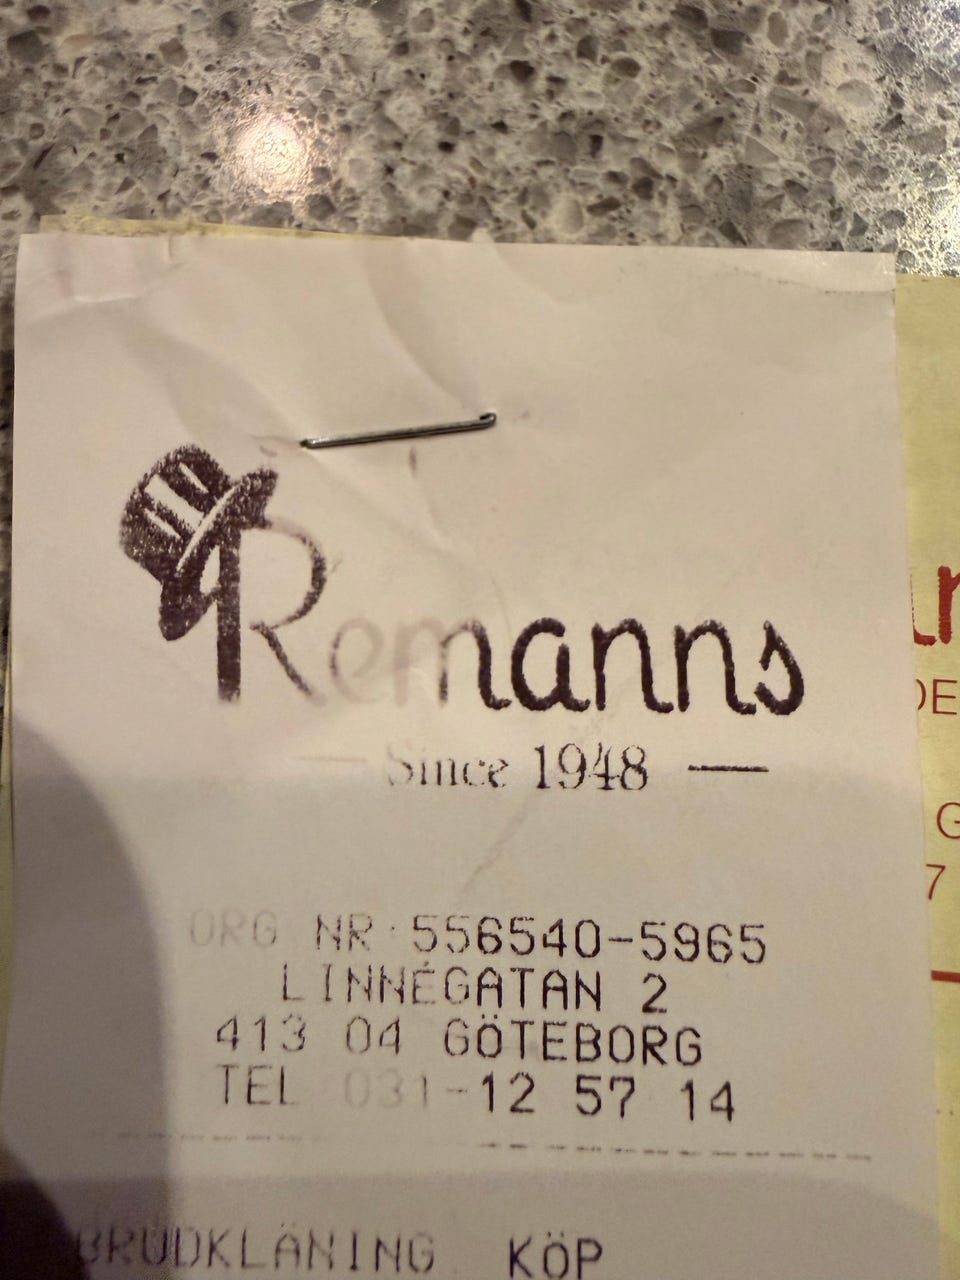 Remanns
Since 1948
ORG NR 556540-5965
LINNÉGATAN 2
413 04 GÖTEBORG
TEL 031-12 57 14
BRUDKLÄNING KÖP
G
7